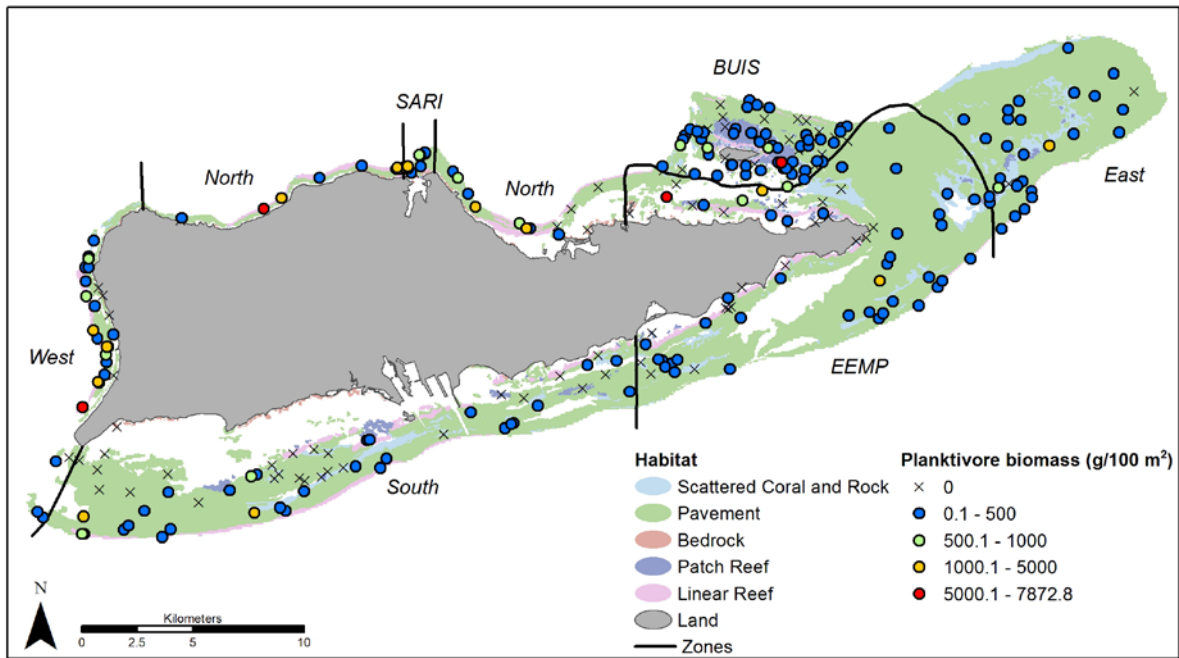 BUIS
SARI
North
North
East
West
EEMP
South
Habitat
Scattered Coral and Rock
Pavement
Bedrock
Patch Reef
Linear Reef
Land
Zones
Planktivore biomass (g/100 m²)
0
0.1 - 500
500.1 - 1000
1000.1 - 5000
5000.1 - 7872.8
N
Kilometers
0 2.5 5 10